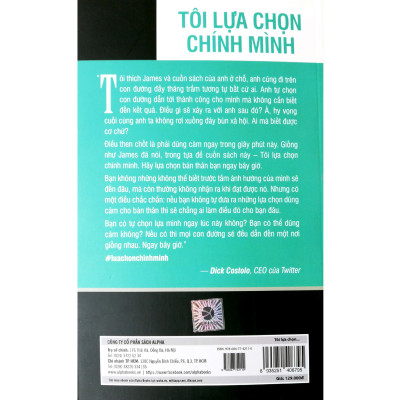 TÔI LỰA CHỌN
CHÍNH MÌNH
"Tôi thích James và cuốn sách của anh ở chỗ, anh cũng đi trên
con đường đầy thăng trầm tương tự bất cứ ai. Anh tự chọn
con đường dẫn tới thành công cho mình mà không cần biết
đến kết quả. Điều gì sẽ xảy ra với anh sau đó? À, hy vọng
cuối cùng anh ta không rơi xuống đáy bùn xã hội. Ai mà biết được
cơ chứ?
Điều then chốt là phải dũng cảm ngay trong giây phút này. Giống
như James đã nói, trọng tâm để cuốn sách này – Tôi lựa chọn
chính mình. Hãy lựa chọn bản thân bạn ngay bây giờ.
Bạn không những không thể biết trước tầm ảnh hưởng của mình sẽ
đến đâu, mà còn thường không nhận ra khi đạt được nó. Nhưng có
một điều chắc chắn: nếu bạn không tự đưa ra những lựa chọn dũng
cảm cho bản thân thì sẽ chẳng ai làm điều đó cho bạn đâu.
Bạn có tự chọn lựa mình ngay lúc này không? Bạn có thể dũng
cảm không? Nếu có thì mọi con đường sẽ đều dẫn đến một nơi
giống nhau. Ngay bây giờ."
#luachonchinhminh
— Dick Costolo, CEO của Twitter
CÔNG TY CỔ PHẦN SÁCH ALPHA
Tôi lựa chọn...
Giá: 129.000đ